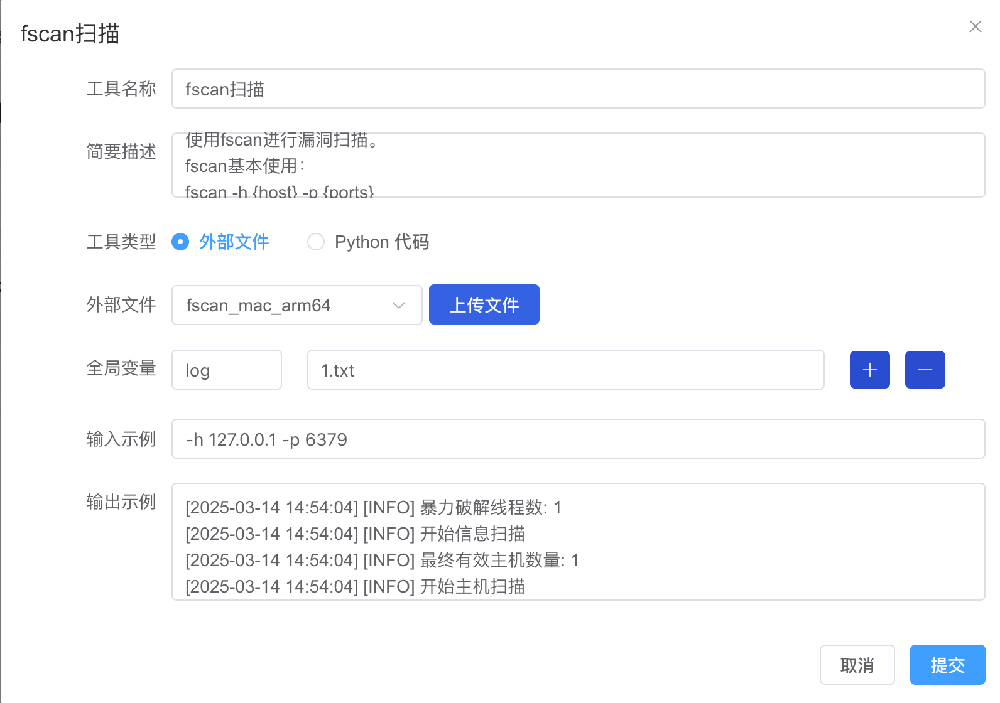 fscan扫描
工具名称
fscan扫描
简要描述
使用fscan进行漏洞扫描。
fscan基本使用：
fscan -h {host} -p {ports}
工具类型
外部文件
Python 代码
外部文件
fscan_mac_arm64
上传文件
全局变量
log
1.txt
输入示例
-h 127.0.0.1 -p 6379
输出示例
[2025-03-14 14:54:04] [INFO] 暴力破解线程数: 1
[2025-03-14 14:54:04] [INFO] 开始信息扫描
[2025-03-14 14:54:04] [INFO] 最终有效主机数量: 1
[2025-03-14 14:54:04] [INFO] 开始主机扫描
取消
提交